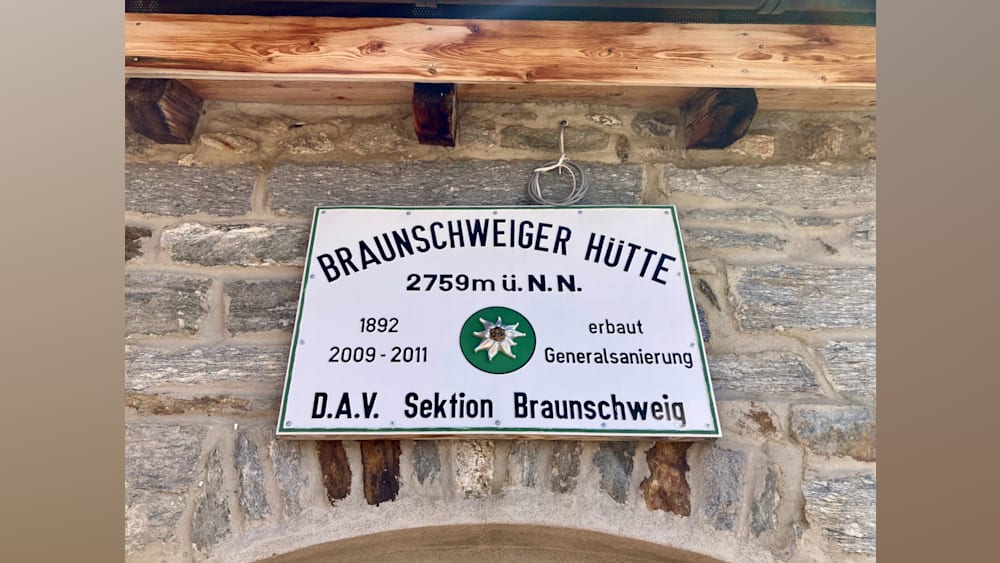 BRAUNSCHWEIGER HÜTTE
2759m ü. N. N.
1892 erbaut
2009 - 2011 Generalsanierung
D.A.V. Sektion Braunschweig